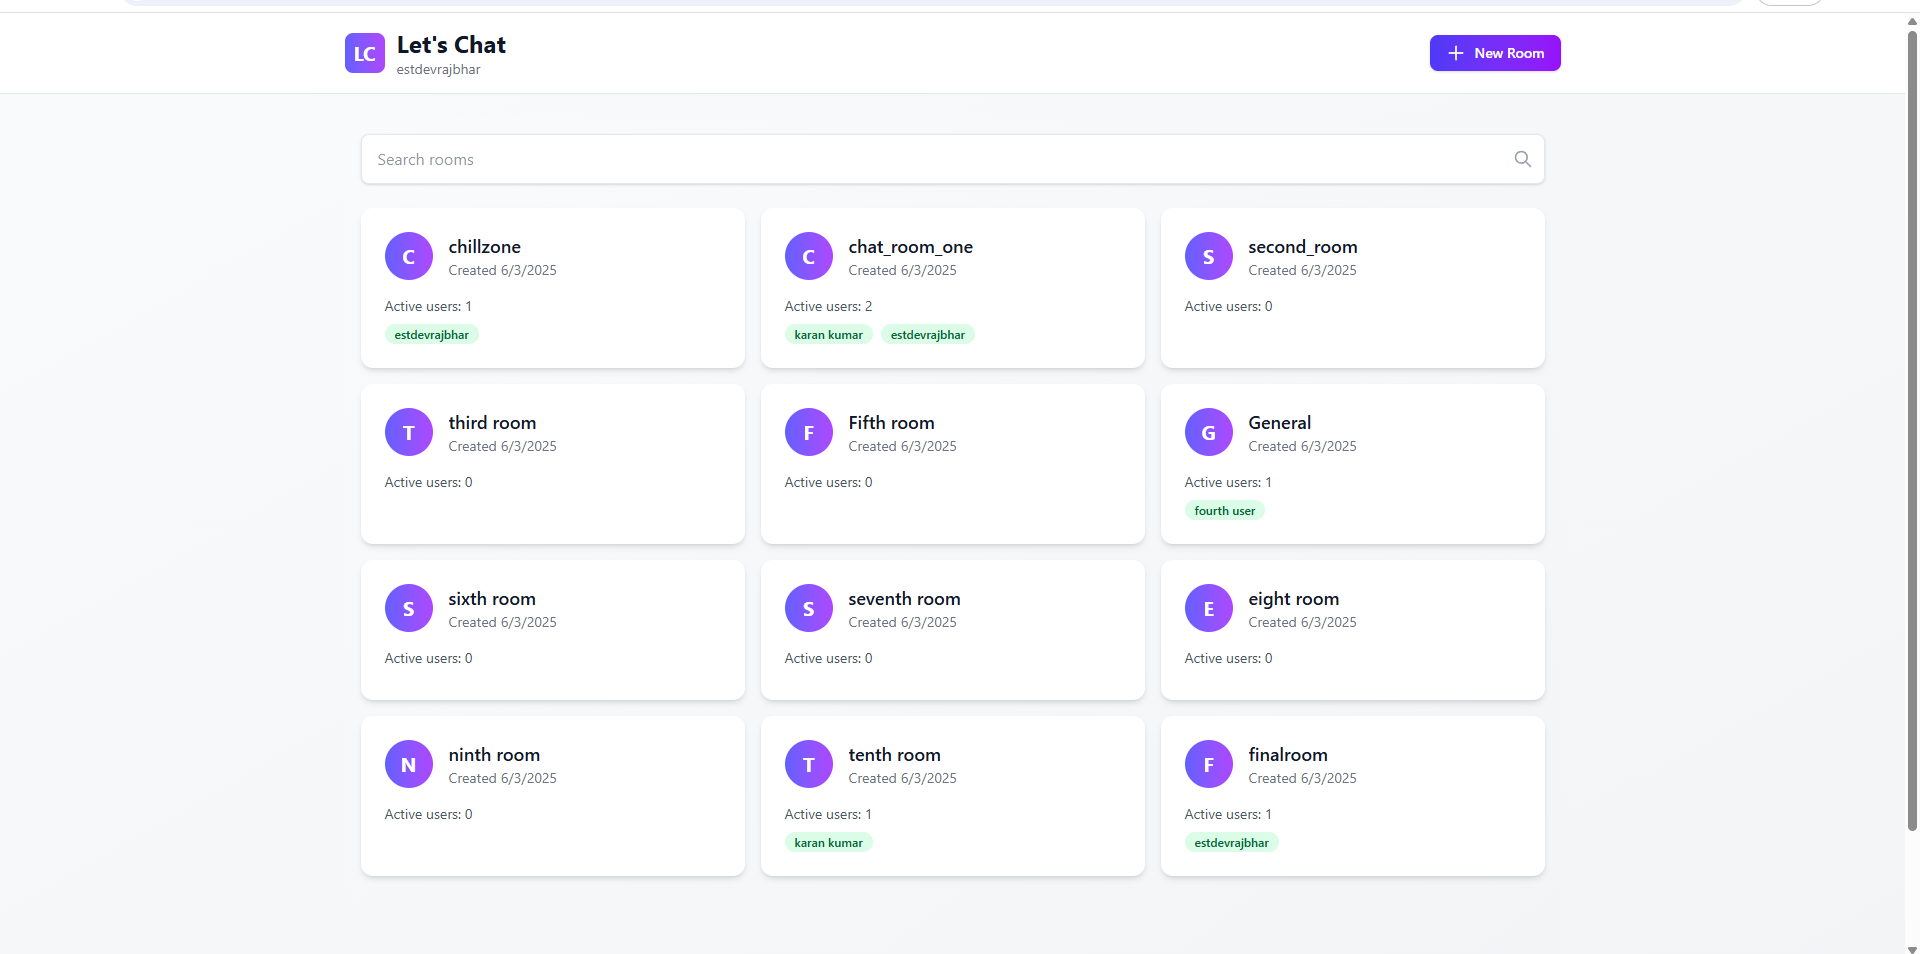 LC
Let's Chat
estdevrajbhar
New Room
Search rooms
C
chillzone
Created 6/3/2025
Active users: 1
estdevrajbhar
C
chat_room_one
Created 6/3/2025
Active users: 2
karan kumar estdevrajbhar
S
second_room
Created 6/3/2025
Active users: 0
T
third room
Created 6/3/2025
Active users: 0
F
Fifth room
Created 6/3/2025
Active users: 0
G
General
Created 6/3/2025
Active users: 1
fourth user
S
sixth room
Created 6/3/2025
Active users: 0
S
seventh room
Created 6/3/2025
Active users: 0
E
eight room
Created 6/3/2025
Active users: 0
N
ninth room
Created 6/3/2025
Active users: 0
T
tenth room
Created 6/3/2025
Active users: 1
karan kumar
F
finalroom
Created 6/3/2025
Active users: 1
estdevrajbhar